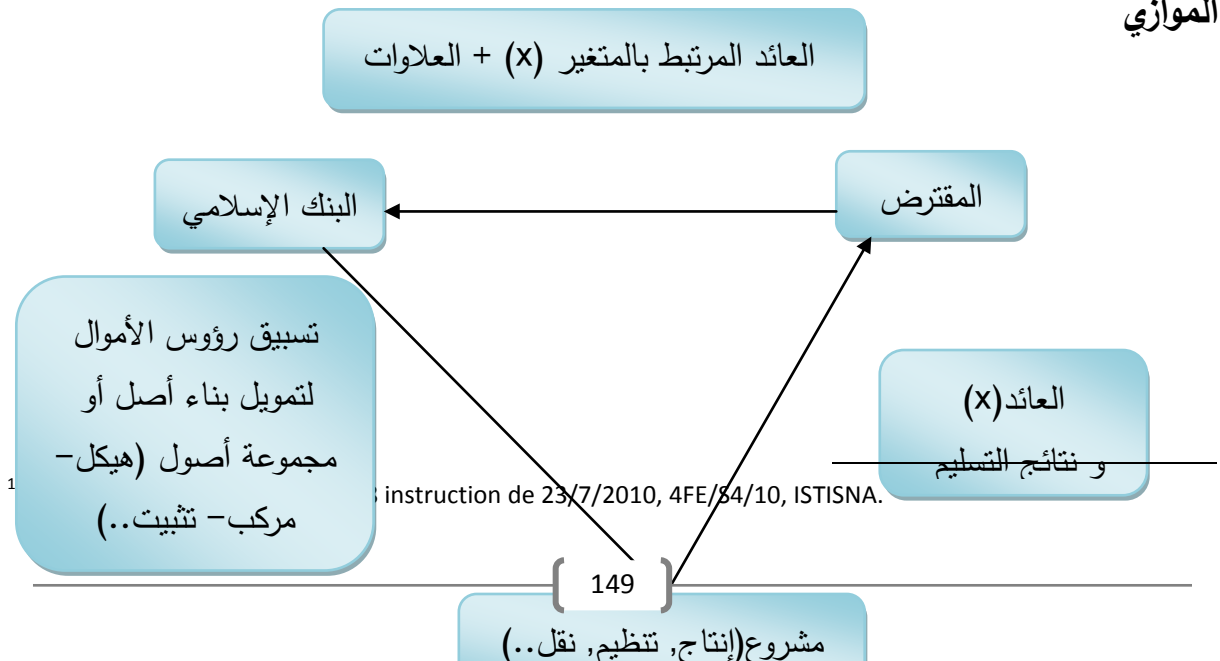 الموازي
العائد المرتبط بالمتغير (x) + العلاوات
المقترض
البنك الإسلامي
تسبيق رؤوس الأموال
لتمويل بناء أصل أو
مجموعة أصول (هيكل-
مركب- تثبيت..)
العائد(x)
و نتائج التسليم
1
instruction de 23/7/2010, 4FE/S4/10, ISTISNA.
149
مشروع(إنتاج, تنظيم, نقل..)